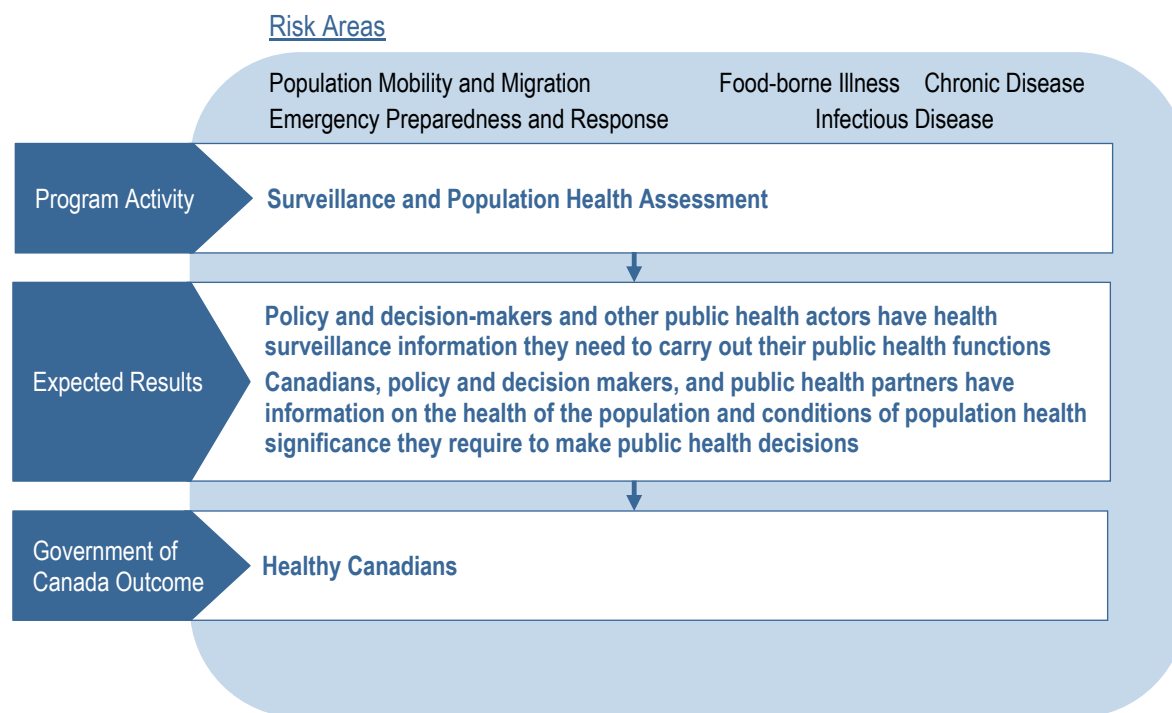 Risk Areas
Population Mobility and Migration Food-borne Illness Chronic Disease
Emergency Preparedness and Response Infectious Disease
Program Activity
Surveillance and Population Health Assessment
Expected Results
Policy and decision-makers and other public health actors have health
surveillance information they need to carry out their public health functions
Canadians, policy and decision makers, and public health partners have
information on the health of the population and conditions of population health
significance they require to make public health decisions
Government of
Canada Outcome
Healthy Canadians